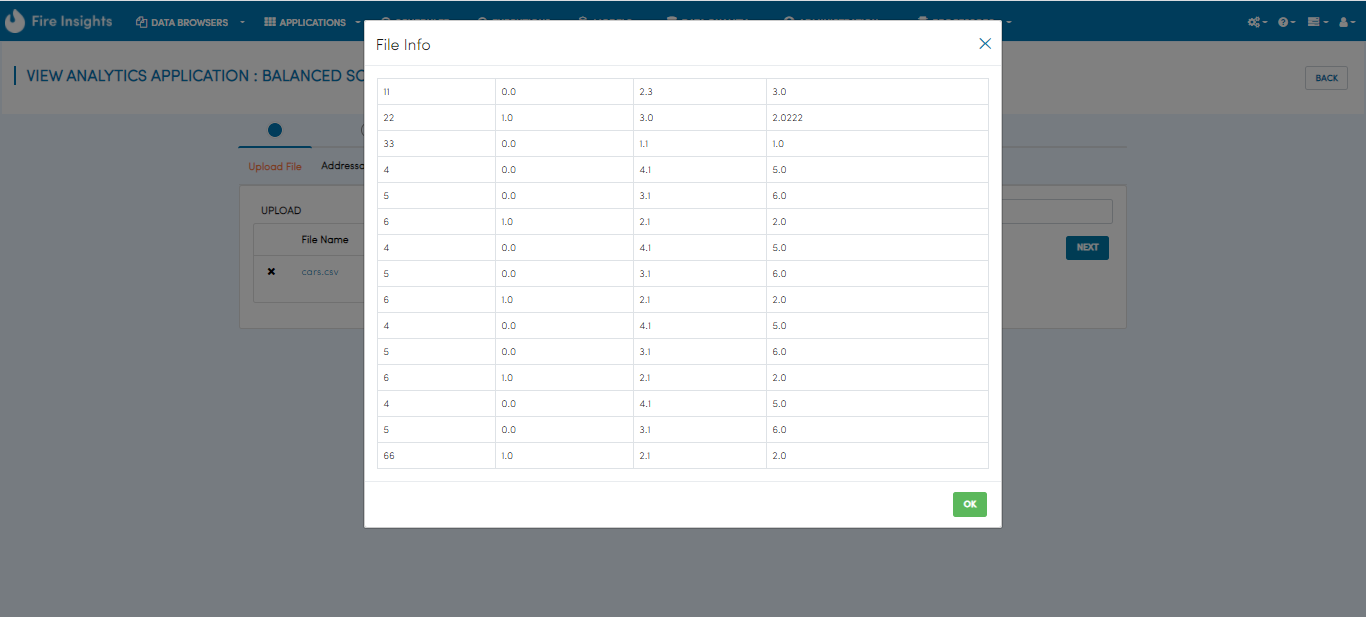 Fire Insights DATA BROWSERS APPLICATIONS
File Info
VIEW ANALYTICS APPLICATION : BALANCED SC
BACK
11 0.0 2.3 3.0
22 1.0 3.0 2.0222
33 0.0 1.1 1.0
4 0.0 4.1 5.0
5 0.0 3.1 6.0
6 1.0 2.1 2.0
4 0.0 4.1 5.0
5 0.0 3.1 6.0
6 1.0 2.1 2.0
4 0.0 4.1 5.0
5 0.0 3.1 6.0
6 1.0 2.1 2.0
4 0.0 4.1 5.0
5 0.0 3.1 6.0
66 1.0 2.1 2.0
OK
Upload File
UPLOAD
File Name
cars.csv
NEXT